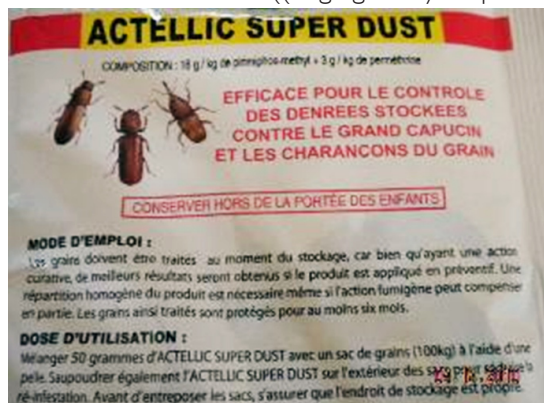 ACTELLIC SUPER DUST
COMPOSITION : 18 g / kg de pirimiphos-methyl + 3 g / kg de perméthrine
EFFICACE POUR LE CONTROLE
DES DENREES STOCKEES
CONTRE LE GRAND CAPUCIN
ET LES CHARANCONS DU GRAIN
CONSERVER HORS DE LA PORTÉE DES ENFANTS
MODE D'EMPLOI :
Les grains doivent être traités au moment du stockage, car bien qu'ayant une action
curative, de meilleurs résultats seront obtenus si le produit est appliqué en préventif. Une
répartition homogène du produit est nécessaire même si l'action fumigène peut compenser
en partie. Les grains ainsi traités sont protégés pour au moins six mois.
DOSE D'UTILISATION :
Mélanger 50 grammes d'ACTELLIC SUPER DUST avec un sac de grains (100kg) à l'aide d'une
pelle. Saupoudrer également l'ACTELLIC SUPER DUST sur l'extérieur des sacs pour
ré-infestation. Avant d'entreposer les sacs, s'assurer que l'endroit de stockage est propre.